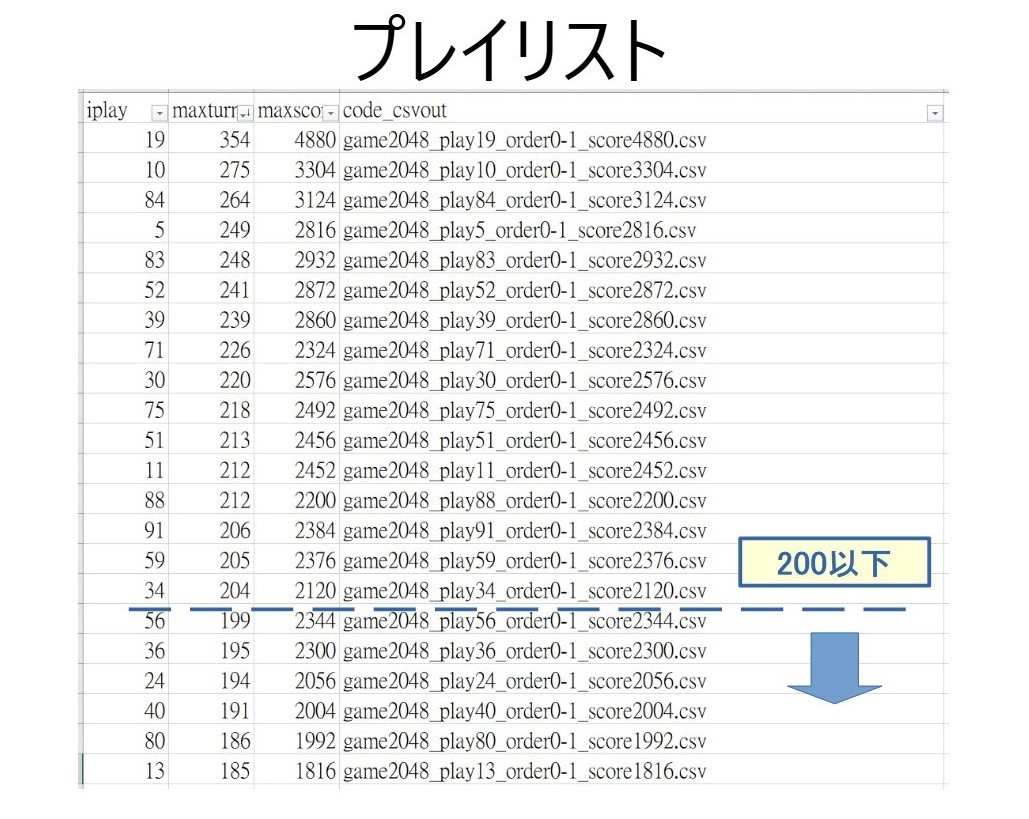 プレイリスト
iplay maxturr maxscoı code_csvout
19 354 4880 game2048_play19_order0-1_score4880.csv
10 275 3304 game2048_play10_order0-1_score3304.csv
84 264 3124 game2048_play84_order0-1_score3124.csv
5 249 2816 game2048_play5_order0-1_score2816.csv
83 248 2932 game2048_play83_order0-1_score2932.csv
52 241 2872 game2048_play52_order0-1_score2872.csv
39 239 2860 game2048_play39_order0-1_score2860.csv
71 226 2324 game2048_play71_order0-1_score2324.csv
30 220 2576 game2048_play30_order0-1_score2576.csv
75 218 2492 game2048_play75_order0-1_score2492.csv
51 213 2456 game2048_play51_order0-1_score2456.csv
11 212 2452 game2048_play11_order0-1_score2452.csv
88 212 2200 game2048_play88_order0-1_score2200.csv
91 206 2384 game2048_play91_order0-1_score2384.csv
59 205 2376 game2048_play59_order0-1_score2376.csv
200以下
34 204 2120 game2048_play34_order0-1_score2120.csv
56 199 2344 game2048_play56_order0-1_score2344.csv
36 195 2300 game2048_play36_order0-1_score2300.csv
24 194 2056 game2048_play24_order0-1_score2056.csv
40 191 2004 game2048_play40_order0-1_score2004.csv
80 186 1992 game2048_play80_order0-1_score1992.csv
13 185 1816 game2048_play13_order0-1_score1816.csv